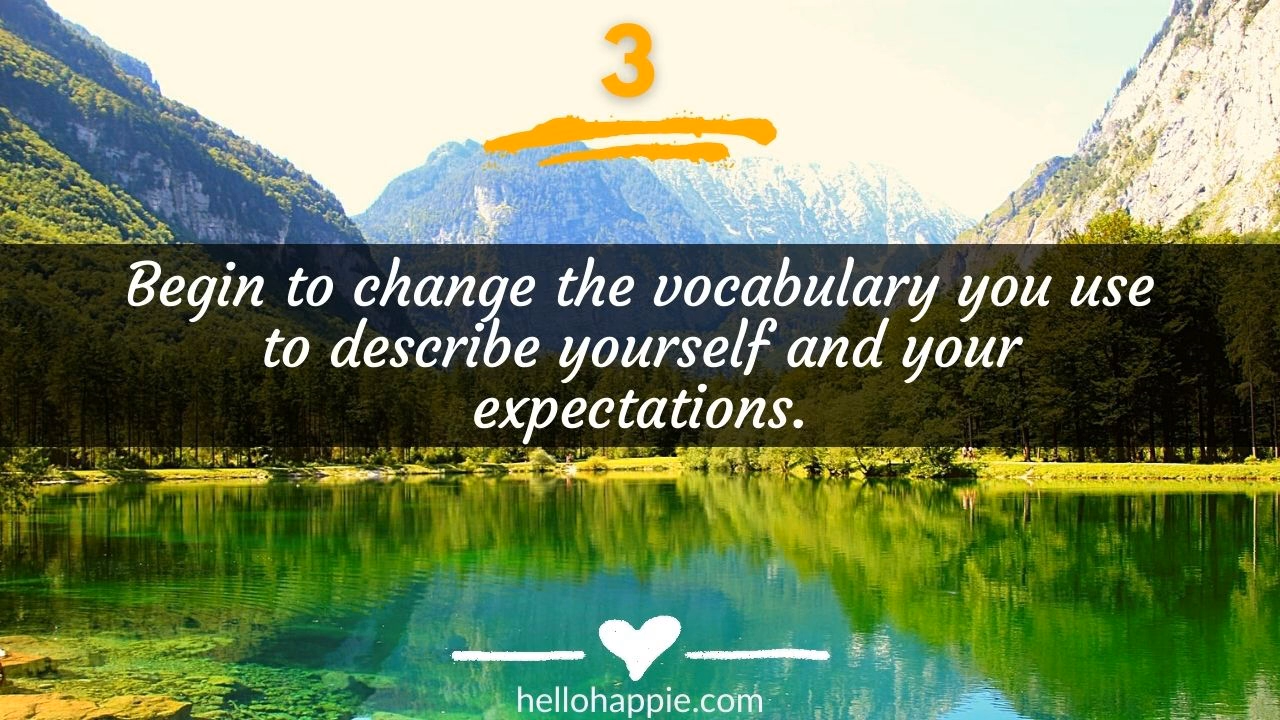 3
Begin to change the vocabulary you use
to describe yourself and your
expectations.
hellohappie.com